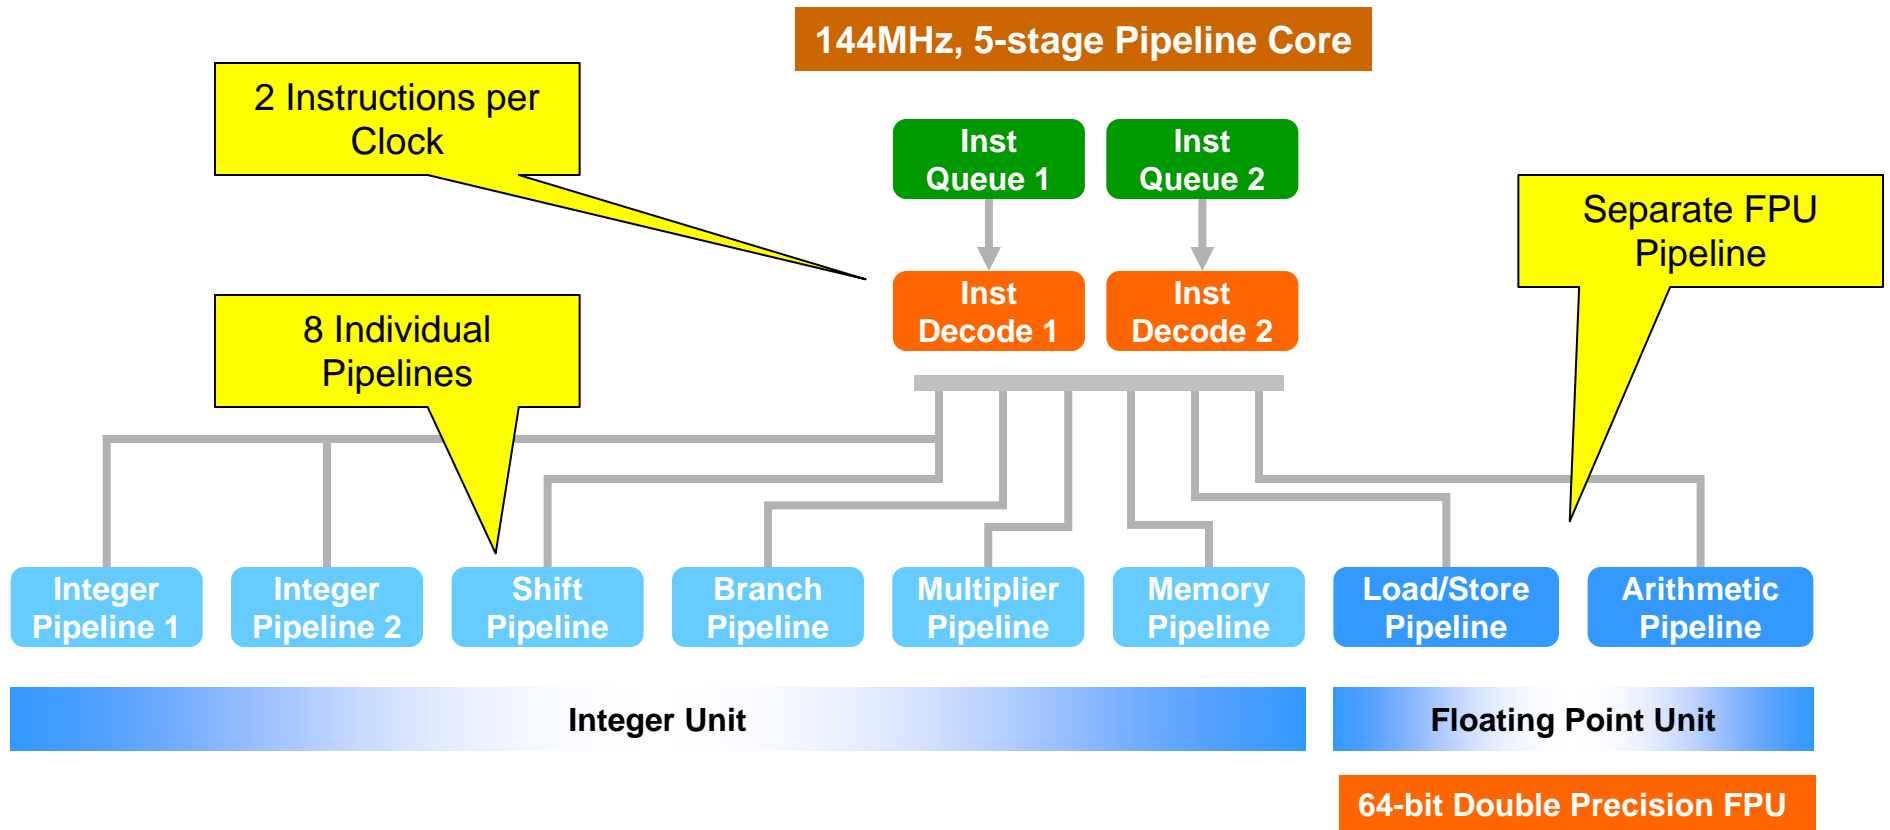 144MHz, 5-stage Pipeline Core
2 Instructions per
Clock
Inst
Queue 1
Inst
Queue 2
Separate FPU
Pipeline
Inst
Decode 1
Inst
Decode 2
8 Individual
Pipelines
Integer
Pipeline 1
Integer
Pipeline 2
Shift
Pipeline
Branch
Pipeline
Multiplier
Pipeline
Memory
Pipeline
Load/Store
Pipeline
Arithmetic
Pipeline
Integer Unit
Floating Point Unit
64-bit Double Precision FPU